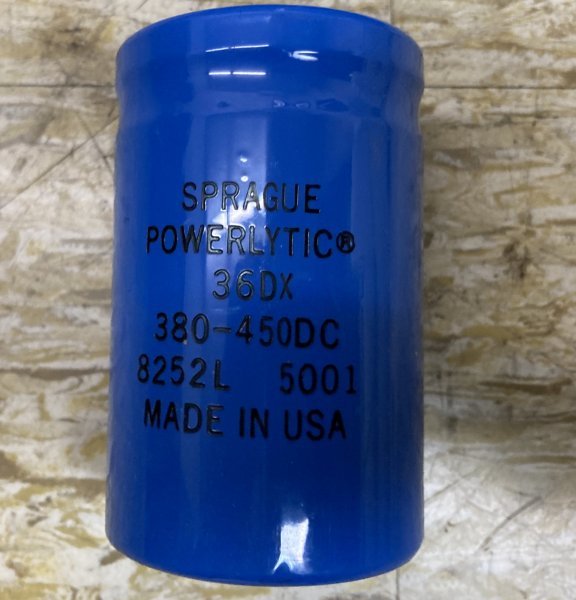 SPRAGUE
POWERLYTIC®
36DX
380-450DC
8252L 5001
MADE IN USA